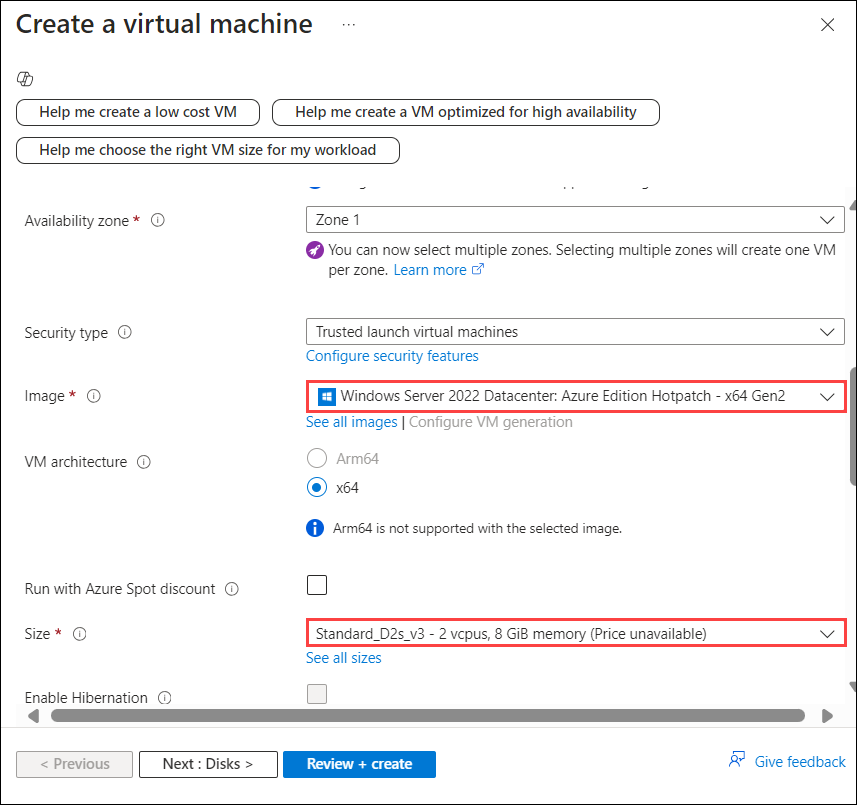 Create a virtual machine ...
Help me create a low cost VM
Help me create a VM optimized for high availability
Help me choose the right VM size for my workload
Availability zone *
Zone 1
You can now select multiple zones. Selecting multiple zones will create one VM
per zone. Learn more
Security type
Trusted launch virtual machines
Configure security features
Image *
Windows Server 2022 Datacenter: Azure Edition Hotpatch - x64 Gen2
See all images | Configure VM generation
VM architecture
Arm64
x64
Arm64 is not supported with the selected image.
Run with Azure Spot discount
Size *
Standard_D2s_v3 - 2 vcpus, 8 GiB memory (Price unavailable)
See all sizes
Enable Hibernation
< Previous
Next : Disks >
Review + create
Give feedback